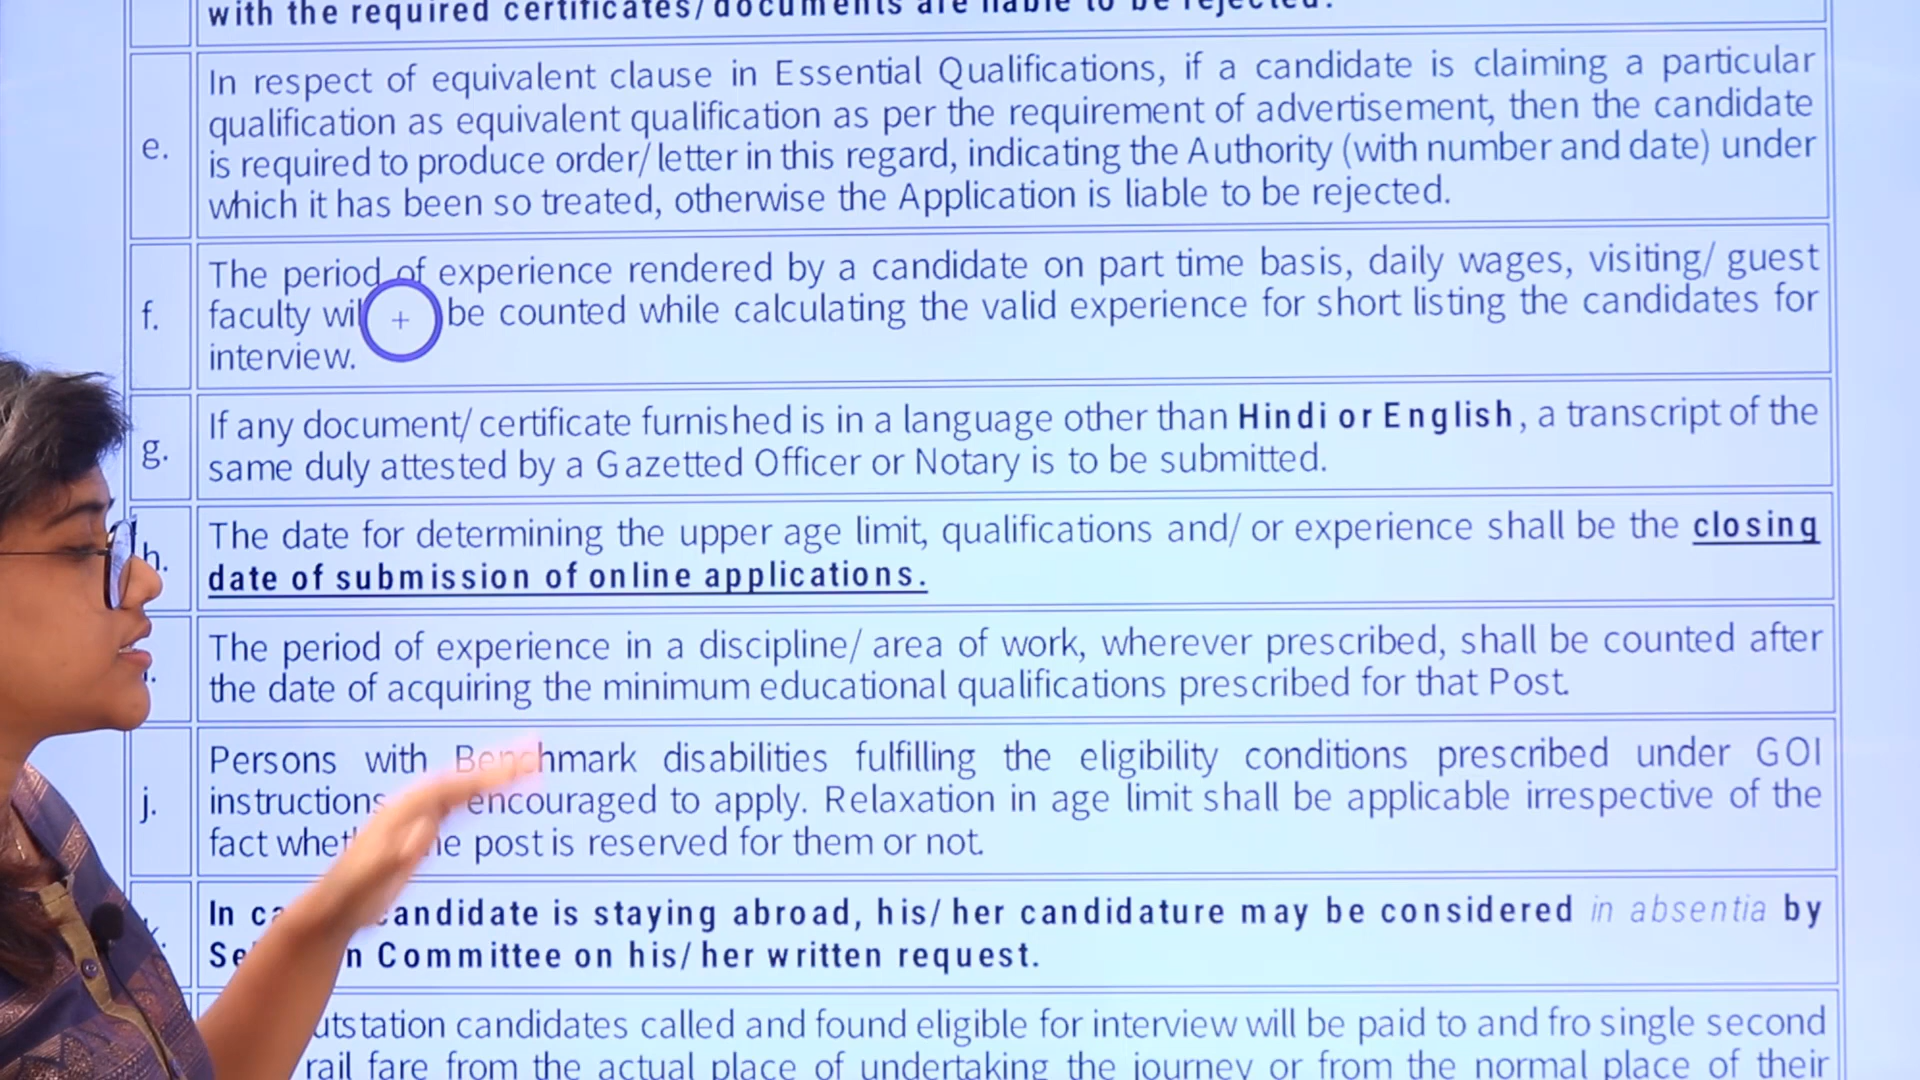 with the required certificates/documents are liable to be rejected.
e.
In respect of equivalent clause in Essential Qualifications, if a candidate is claiming a particular
qualification as equivalent qualification as per the requirement of advertisement, then the candidate
is required to produce order/ letter in this regard, indicating the Authority (with number and date) under
which it has been so treated, otherwise the Application is liable to be rejected.
f.
The period of experience rendered by a candidate on part time basis, daily wages, visiting/ guest
faculty be counted while calculating the valid experience for short listing the candidates for
interview.
g.
If any document/ certificate furnished is in a language other than Hindi or English, a transcript of the
same duly attested by a Gazetted Officer or Notary is to be submitted.
h.
The date for determining the upper age limit, qualifications and/ or experience shall be the closing
date of submission of online applications.
The period of experience in a discipline/ area of work, wherever prescribed, shall be counted after
the date of acquiring the minimum educational qualifications prescribed for that Post.
j.
Persons with Benchmark disabilities fulfilling the eligibility conditions prescribed under GOI
instructions encouraged to apply. Relaxation in age limit shall be applicable irrespective of the
fact post is reserved for them or not.
In candidate is staying abroad, his/ her candidature may be considered in absentia by
Committee on his/ her written request.
candidates called and found eligible for interview will be paid to and fro single second
rail fare from the actual place of undertaking the journey or from the normal place of their